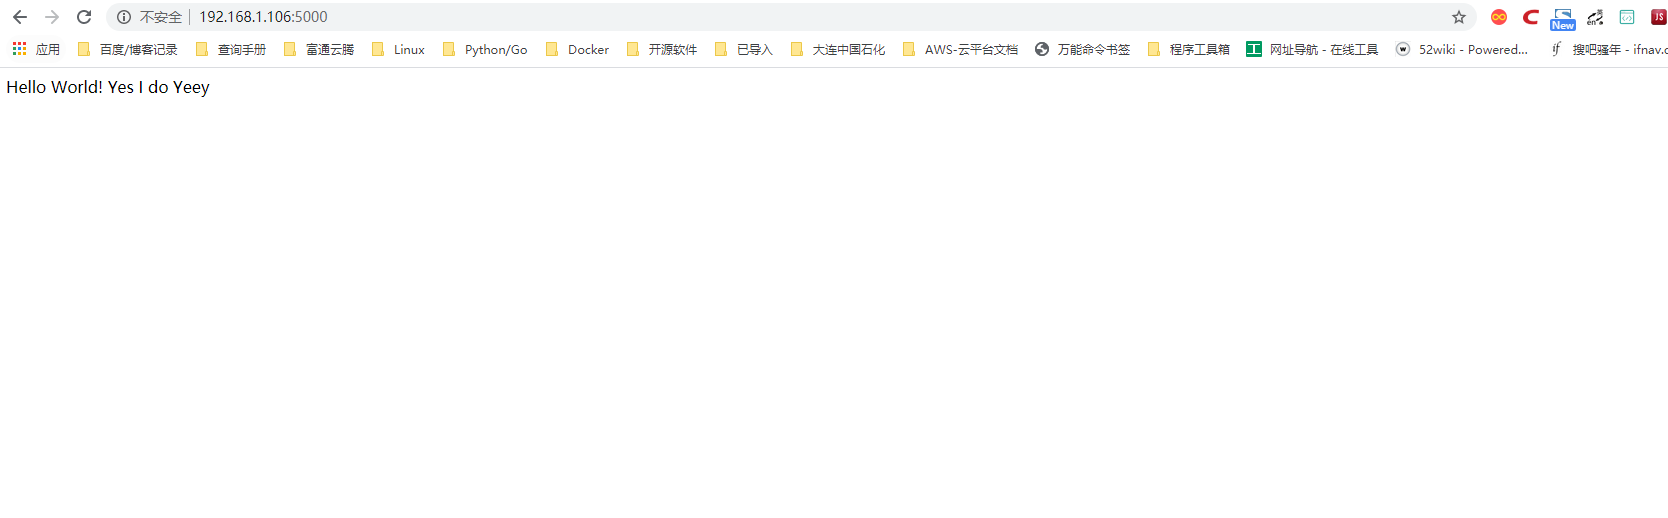 不安全 192.168.1.106:5000 New en 英 JS
应用 百度/博客记录 查询手册 富通云腾 Linux Python/Go Docker 开源软件 已导入 大连中国石化 AWS-云平台文档 万能命令书签 程序工具箱 工 网址导航 - 在线工具 W 52wiki - Powered... if 搜吧骚年 - ifnav.c
Hello World! Yes I do Yeey